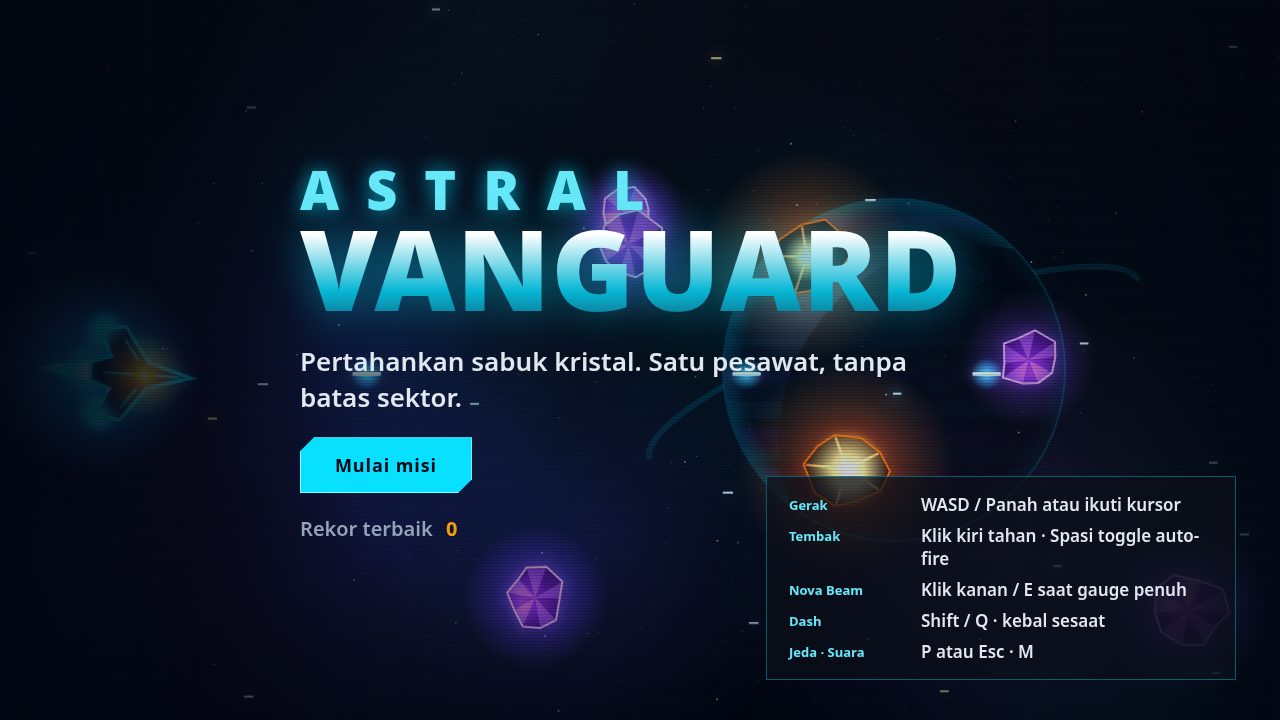 ASTRAL
VANGUARD
Pertahankan sabuk kristal. Satu pesawat, tanpa
batas sektor.
Mulai misi
Rekor terbaik 0
Gerak WASD / Panah atau ikuti kursor
Tembak Klik kiri tahan · Spasi toggle auto-
fire
Nova Beam Klik kanan / E saat gauge penuh
Dash Shift / Q · kebal sesaat
Jeda · Suara P atau Esc · M